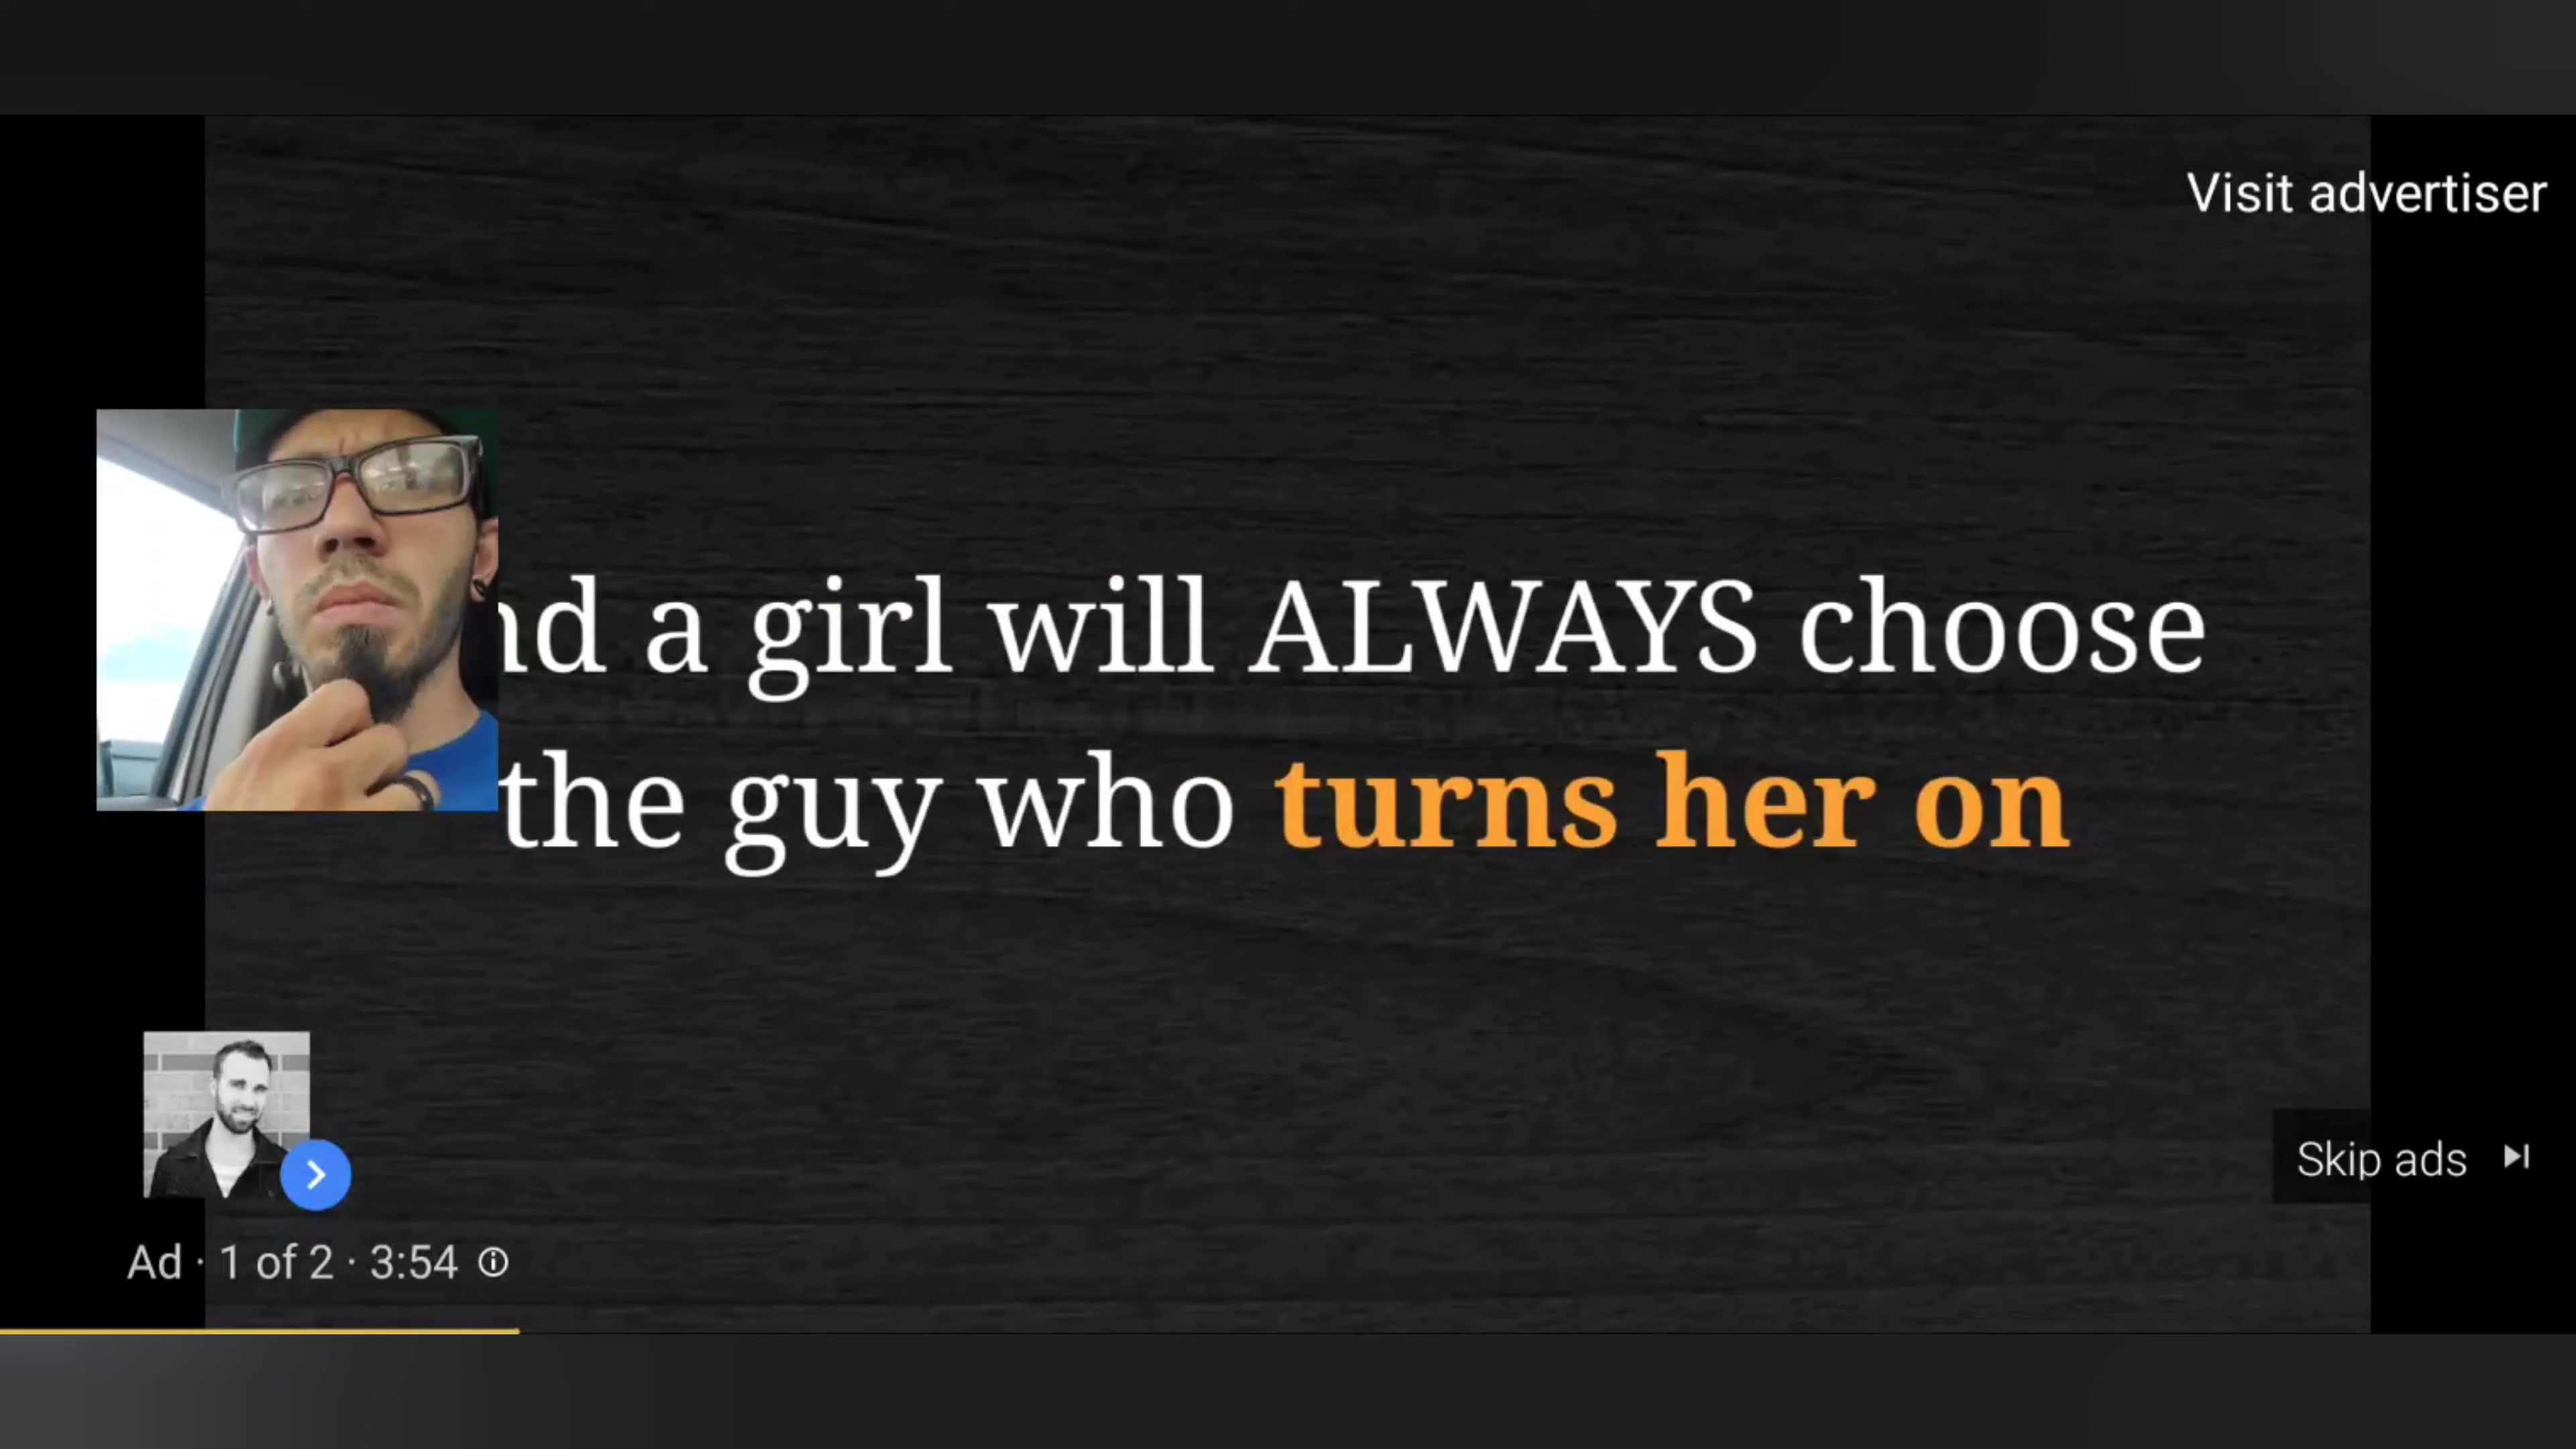 Visit advertiser
nd a girl will ALWAYS choose
the guy who turns her on
Skip ads
Ad · 1 of 2 · 3:54